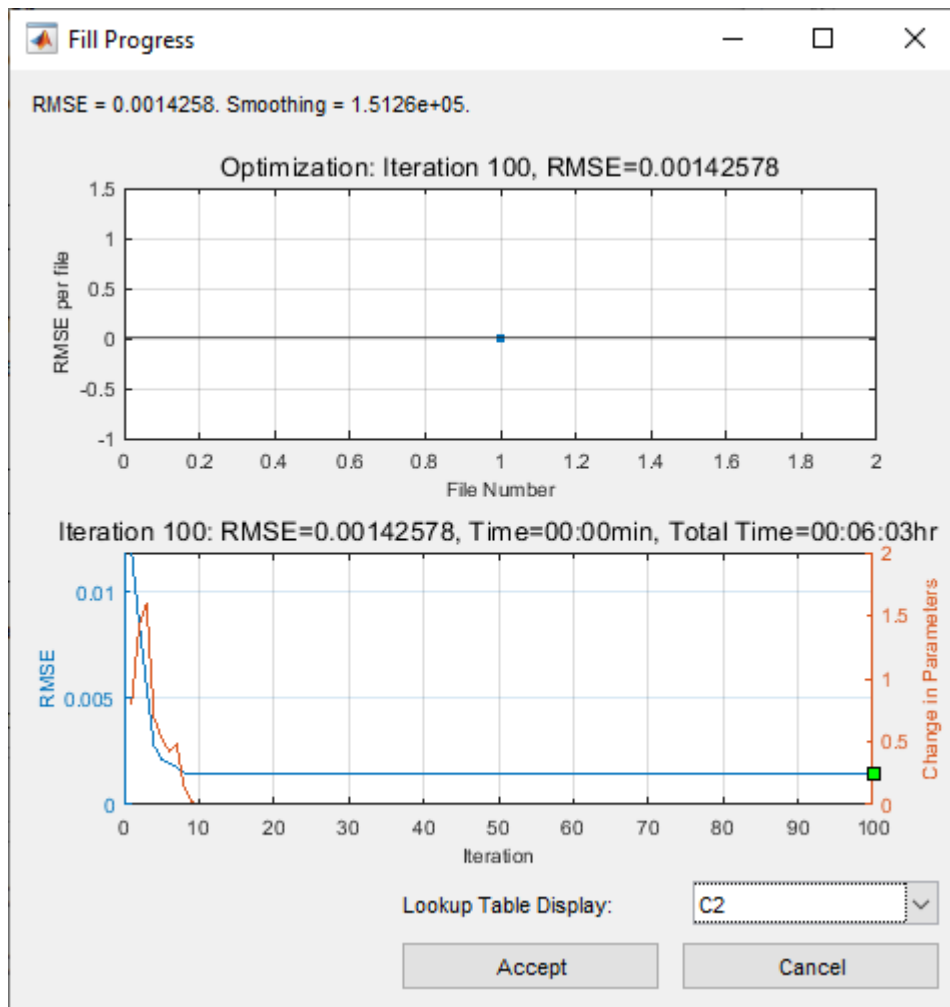 Fill Progress
RMSE = 0.0014258. Smoothing = 1.5126e+05.
Optimization: Iteration 100, RMSE=0.00142578
1.5
1
0.5
0
-0.5
-1
RMSE per file
0 0.2 0.4 0.6 0.8 1 1.2 1.4 1.6 1.8 2
File Number
Iteration 100: RMSE=0.00142578, Time=00:00min, Total Time=00:06:03hr
0.01
0.005
0
RMSE
2
1.5
1
0.5
0
Change in Parameters
0 10 20 30 40 50 60 70 80 90 100
Iteration
Lookup Table Display: C2
Accept Cancel